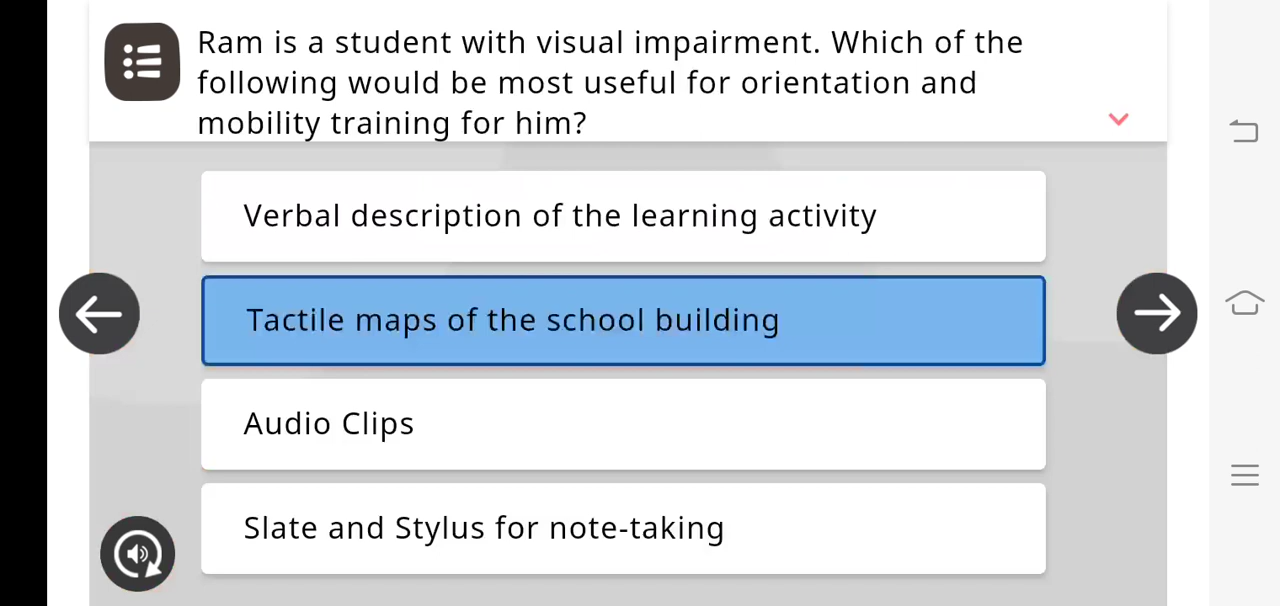 Ram is a student with visual impairment. Which of the
following would be most useful for orientation and
mobility training for him?
Verbal description of the learning activity
Tactile maps of the school building
Audio Clips
Slate and Stylus for note-taking